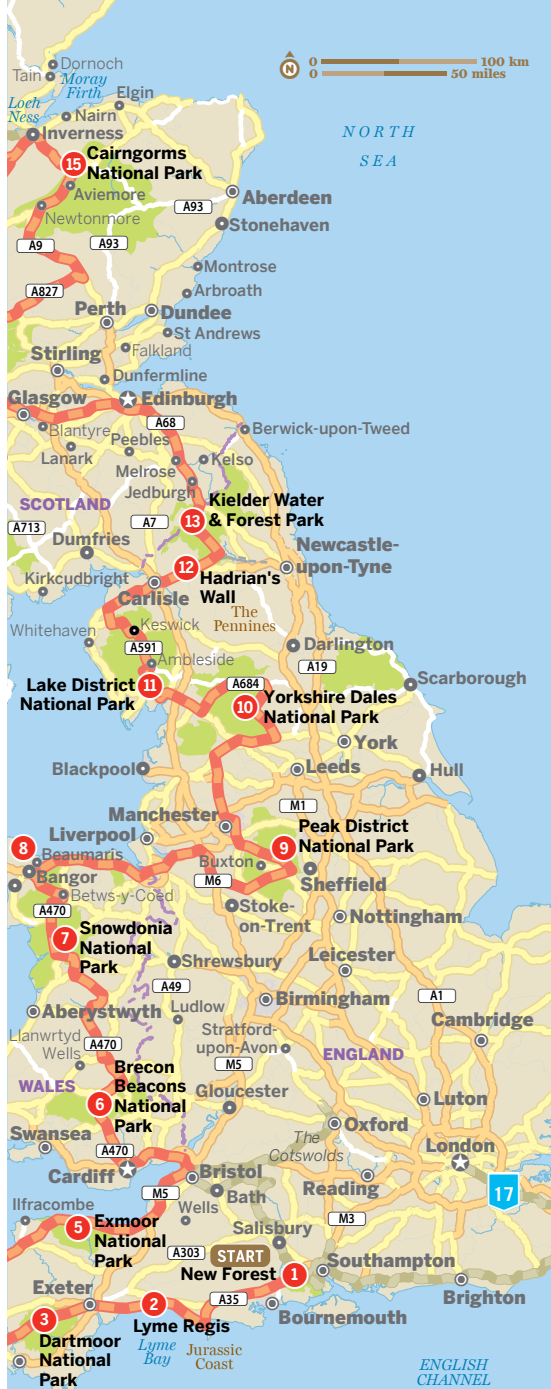 Dornoch
Tain
Moray
Firth
Elgin
Loch
Ness
Nairn
Inverness
N
0 100 km
0 50 miles
NORTH
SEA
15 Cairngorms
National Park
Aviemore
A93
Aberdeen
Newtonmore
Stonehaven
A9
A93
Montrose
A827
Arbroath
Perth
Dundee
St Andrews
Stirling
Falkland
Dunfermline
Glasgow
Edinburgh
A68
Blantyre
Peebles
Berwick-upon-Tweed
Lanark
Melrose
Kelso
Jedburgh
SCOTLAND
13 Kielder Water
& Forest Park
A713
A7
Dumfries
Newcastle-
upon-Tyne
12 Hadrian's
Wall
Kirkcudbright
Carlisle
The
Pennines
Whitehaven
Keswick
A591
Darlington
Ambleside
A19
Lake District
National Park
11
A684
Scarborough
10 Yorkshire Dales
National Park
York
Blackpool
Leeds
Hull
M1
Manchester
Liverpool
9 Peak District
National Park
8
Beaumaris
Buxton
Bangor
M6
Sheffield
Betws-y-Coed
A470
Stoke-
on-Trent
Nottingham
7 Snowdonia
National
Park
Shrewsbury
Leicester
A49
A1
Aberystwyth
Ludlow
Birmingham
Cambridge
Llanwrtyd
Wells
A470
Stratford-
upon-Avon
M5
ENGLAND
6 Brecon
Beacons
National
Park
WALES
Gloucester
Luton
Swansea
A470
The
Cotswolds
Oxford
London
Cardiff
Bristol
Reading
M5
Bath
17
Ilfracombe
Wells
M3
5 Exmoor
National
Park
Salisbury
A303
START
New Forest 1
Southampton
Exeter
A35
Brighton
2
Lyme Regis
Bournemouth
3
Dartmoor
National
Park
Lyme
Bay
Jurassic
Coast
ENGLISH
CHANNEL